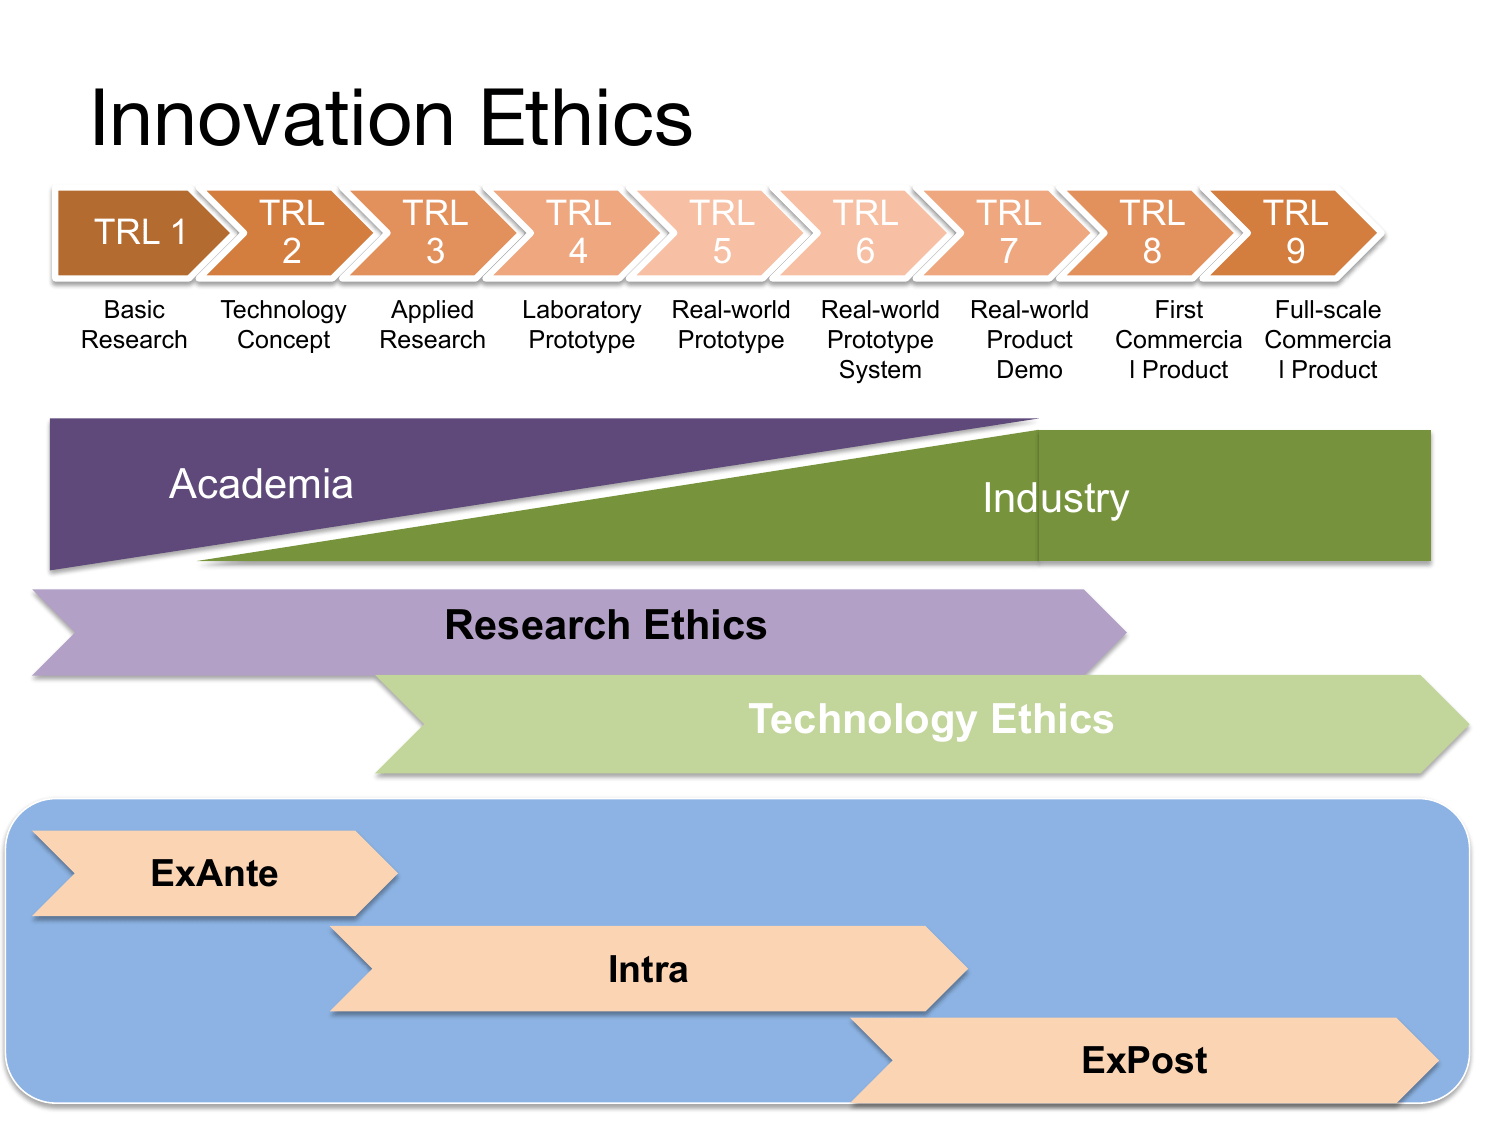 Innovation Ethics
TRL 1
TRL
2
TRL
3
TRL
4
TRL
5
TRL
6
TRL
7
TRL
8
TRL
9
Basic
Research
Technology
Concept
Applied
Research
Laboratory
Prototype
Real-world
Prototype
Real-world
Prototype
System
Real-world
Product
Demo
First
Commercia
l Product
Full-scale
Commercia
l Product
Academia
Industry
Research Ethics
Technology Ethics
ExAnte
Intra
ExPost